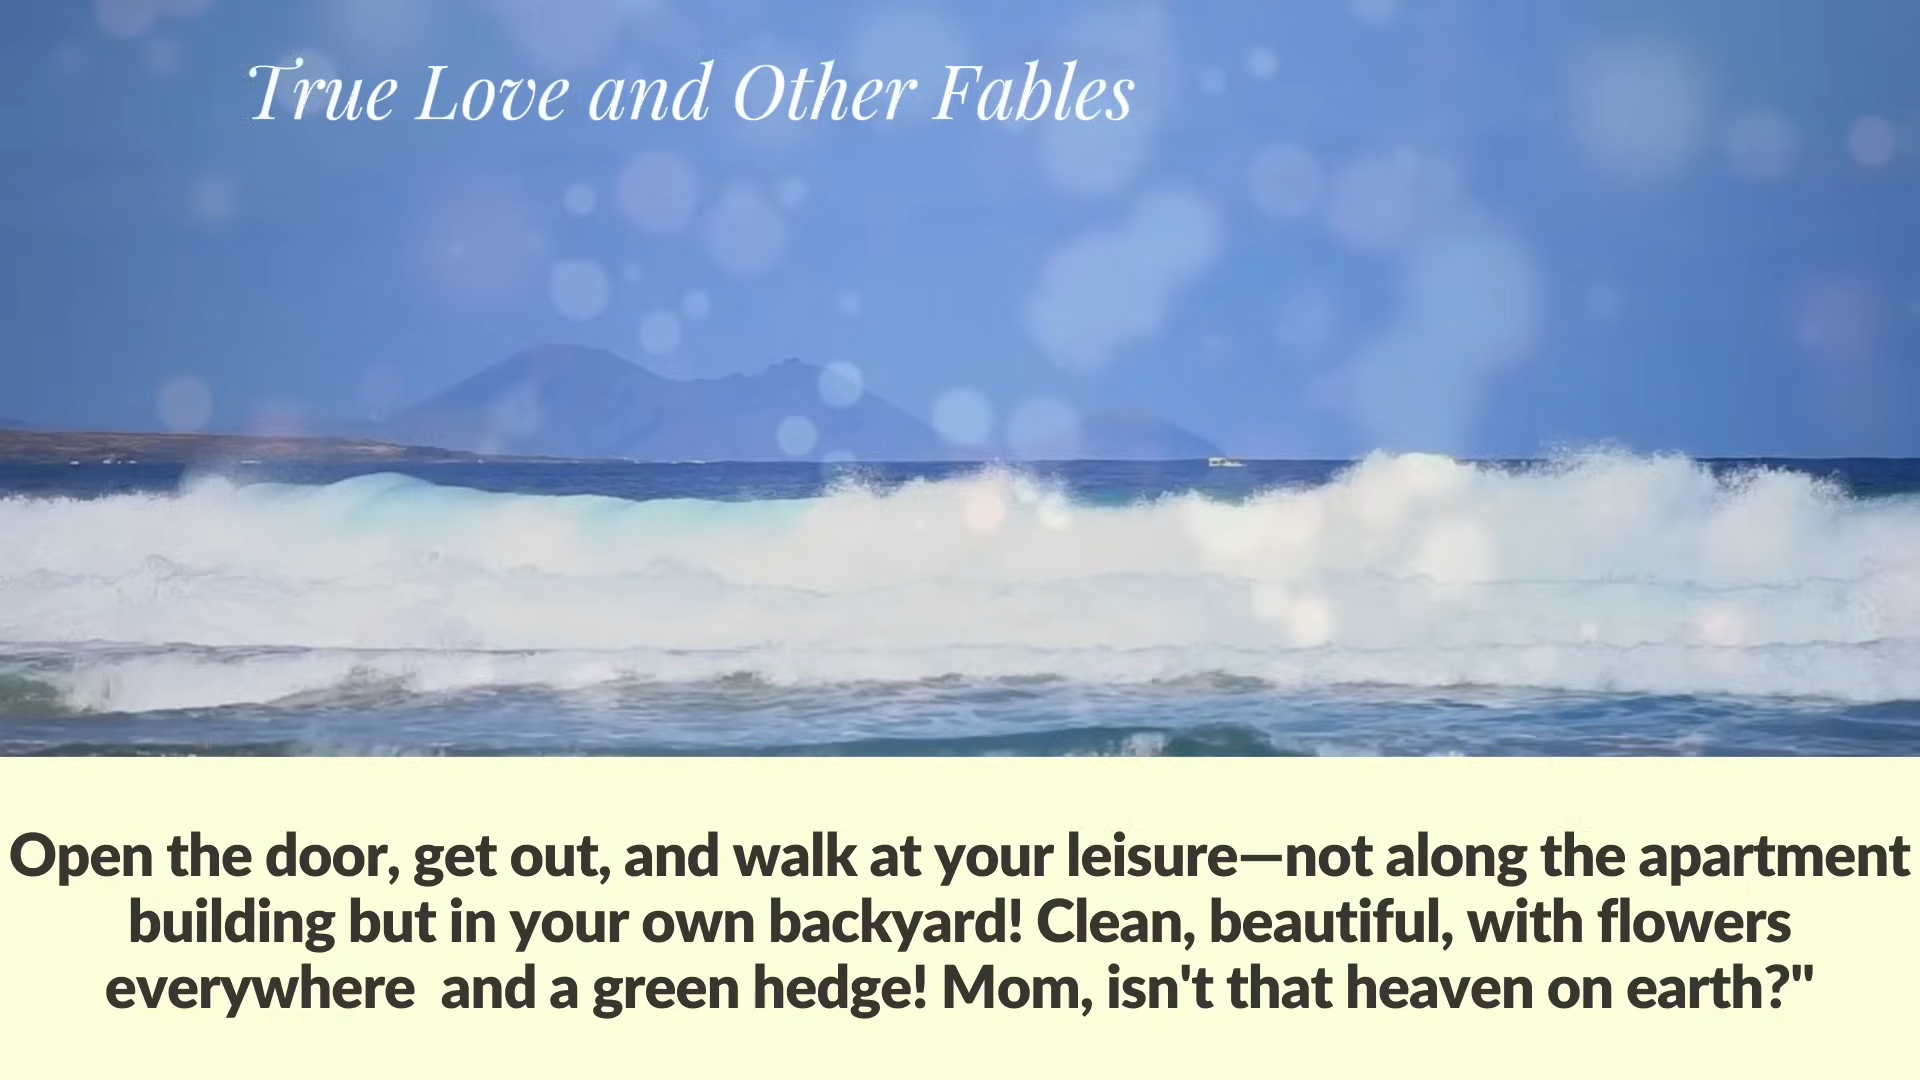 True Love and Other Fables
Open the door, get out, and walk at your leisure—not along the apartment
building but in your own backyard! Clean, beautiful, with flowers
everywhere  and a green hedge! Mom, isn't that heaven on earth?"